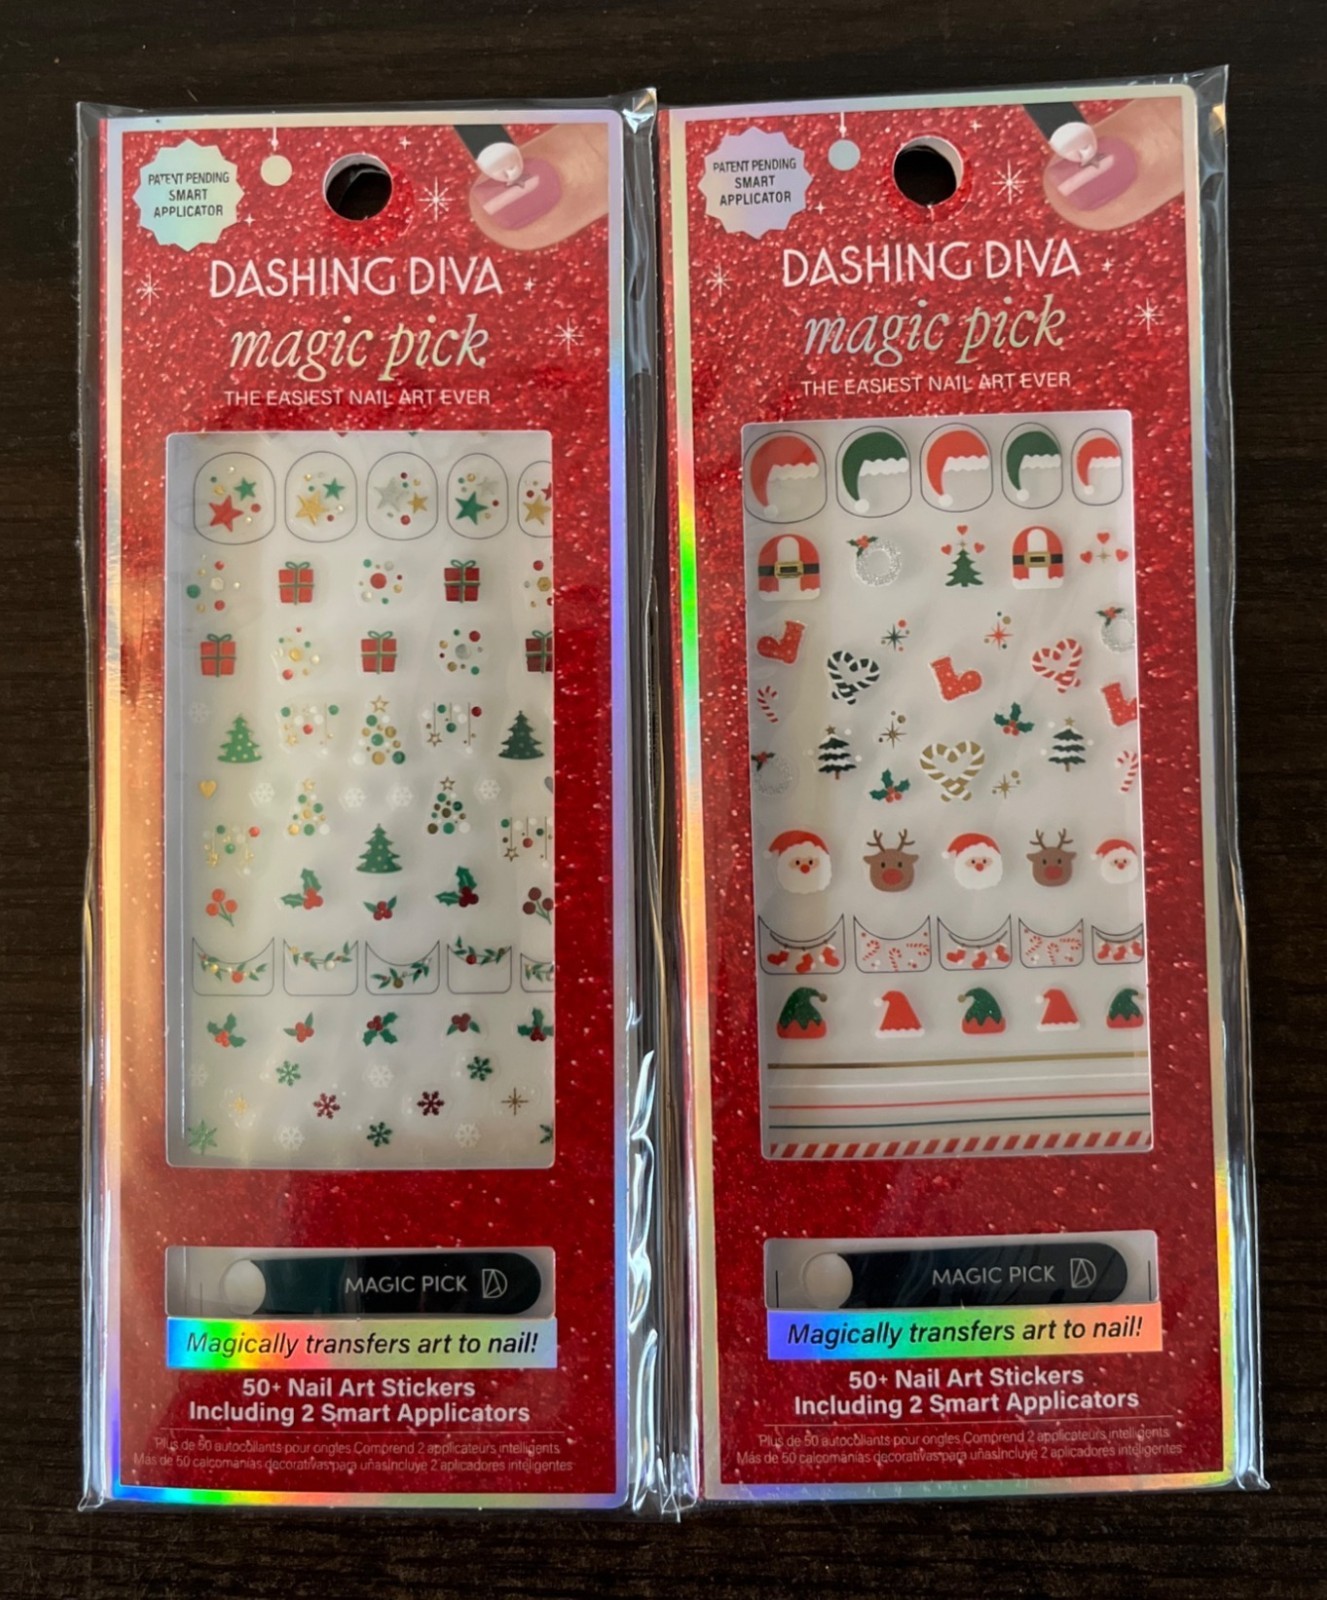 PATENT PENDING
SMART
APPLICATOR
DASHING DIVA
magic pick
THE EASIEST NAIL ART EVER
MAGIC PICK
Magically transfers art to nail!
50+ Nail Art Stickers
Including 2 Smart Applicators
Plus de 50 autocollants pour ongles.Comprend 2 applicateurs intelligents
Más de 50 calcomanías decorativas para uñasIncluye 2 aplicadores inteligentes
PATENT PENDING
SMART
APPLICATOR
DASHING DIVA
magic pick
THE EASIEST NAIL ART EVER
MAGIC PICK
Magically transfers art to nail!
50+ Nail Art Stickers
Including 2 Smart Applicators
Plus de 50 autocollants pour ongles.Comprend 2 applicateurs intelligents
Más de 50 calcomanías decorativas para uñasIncluye 2 aplicadores inteligentes